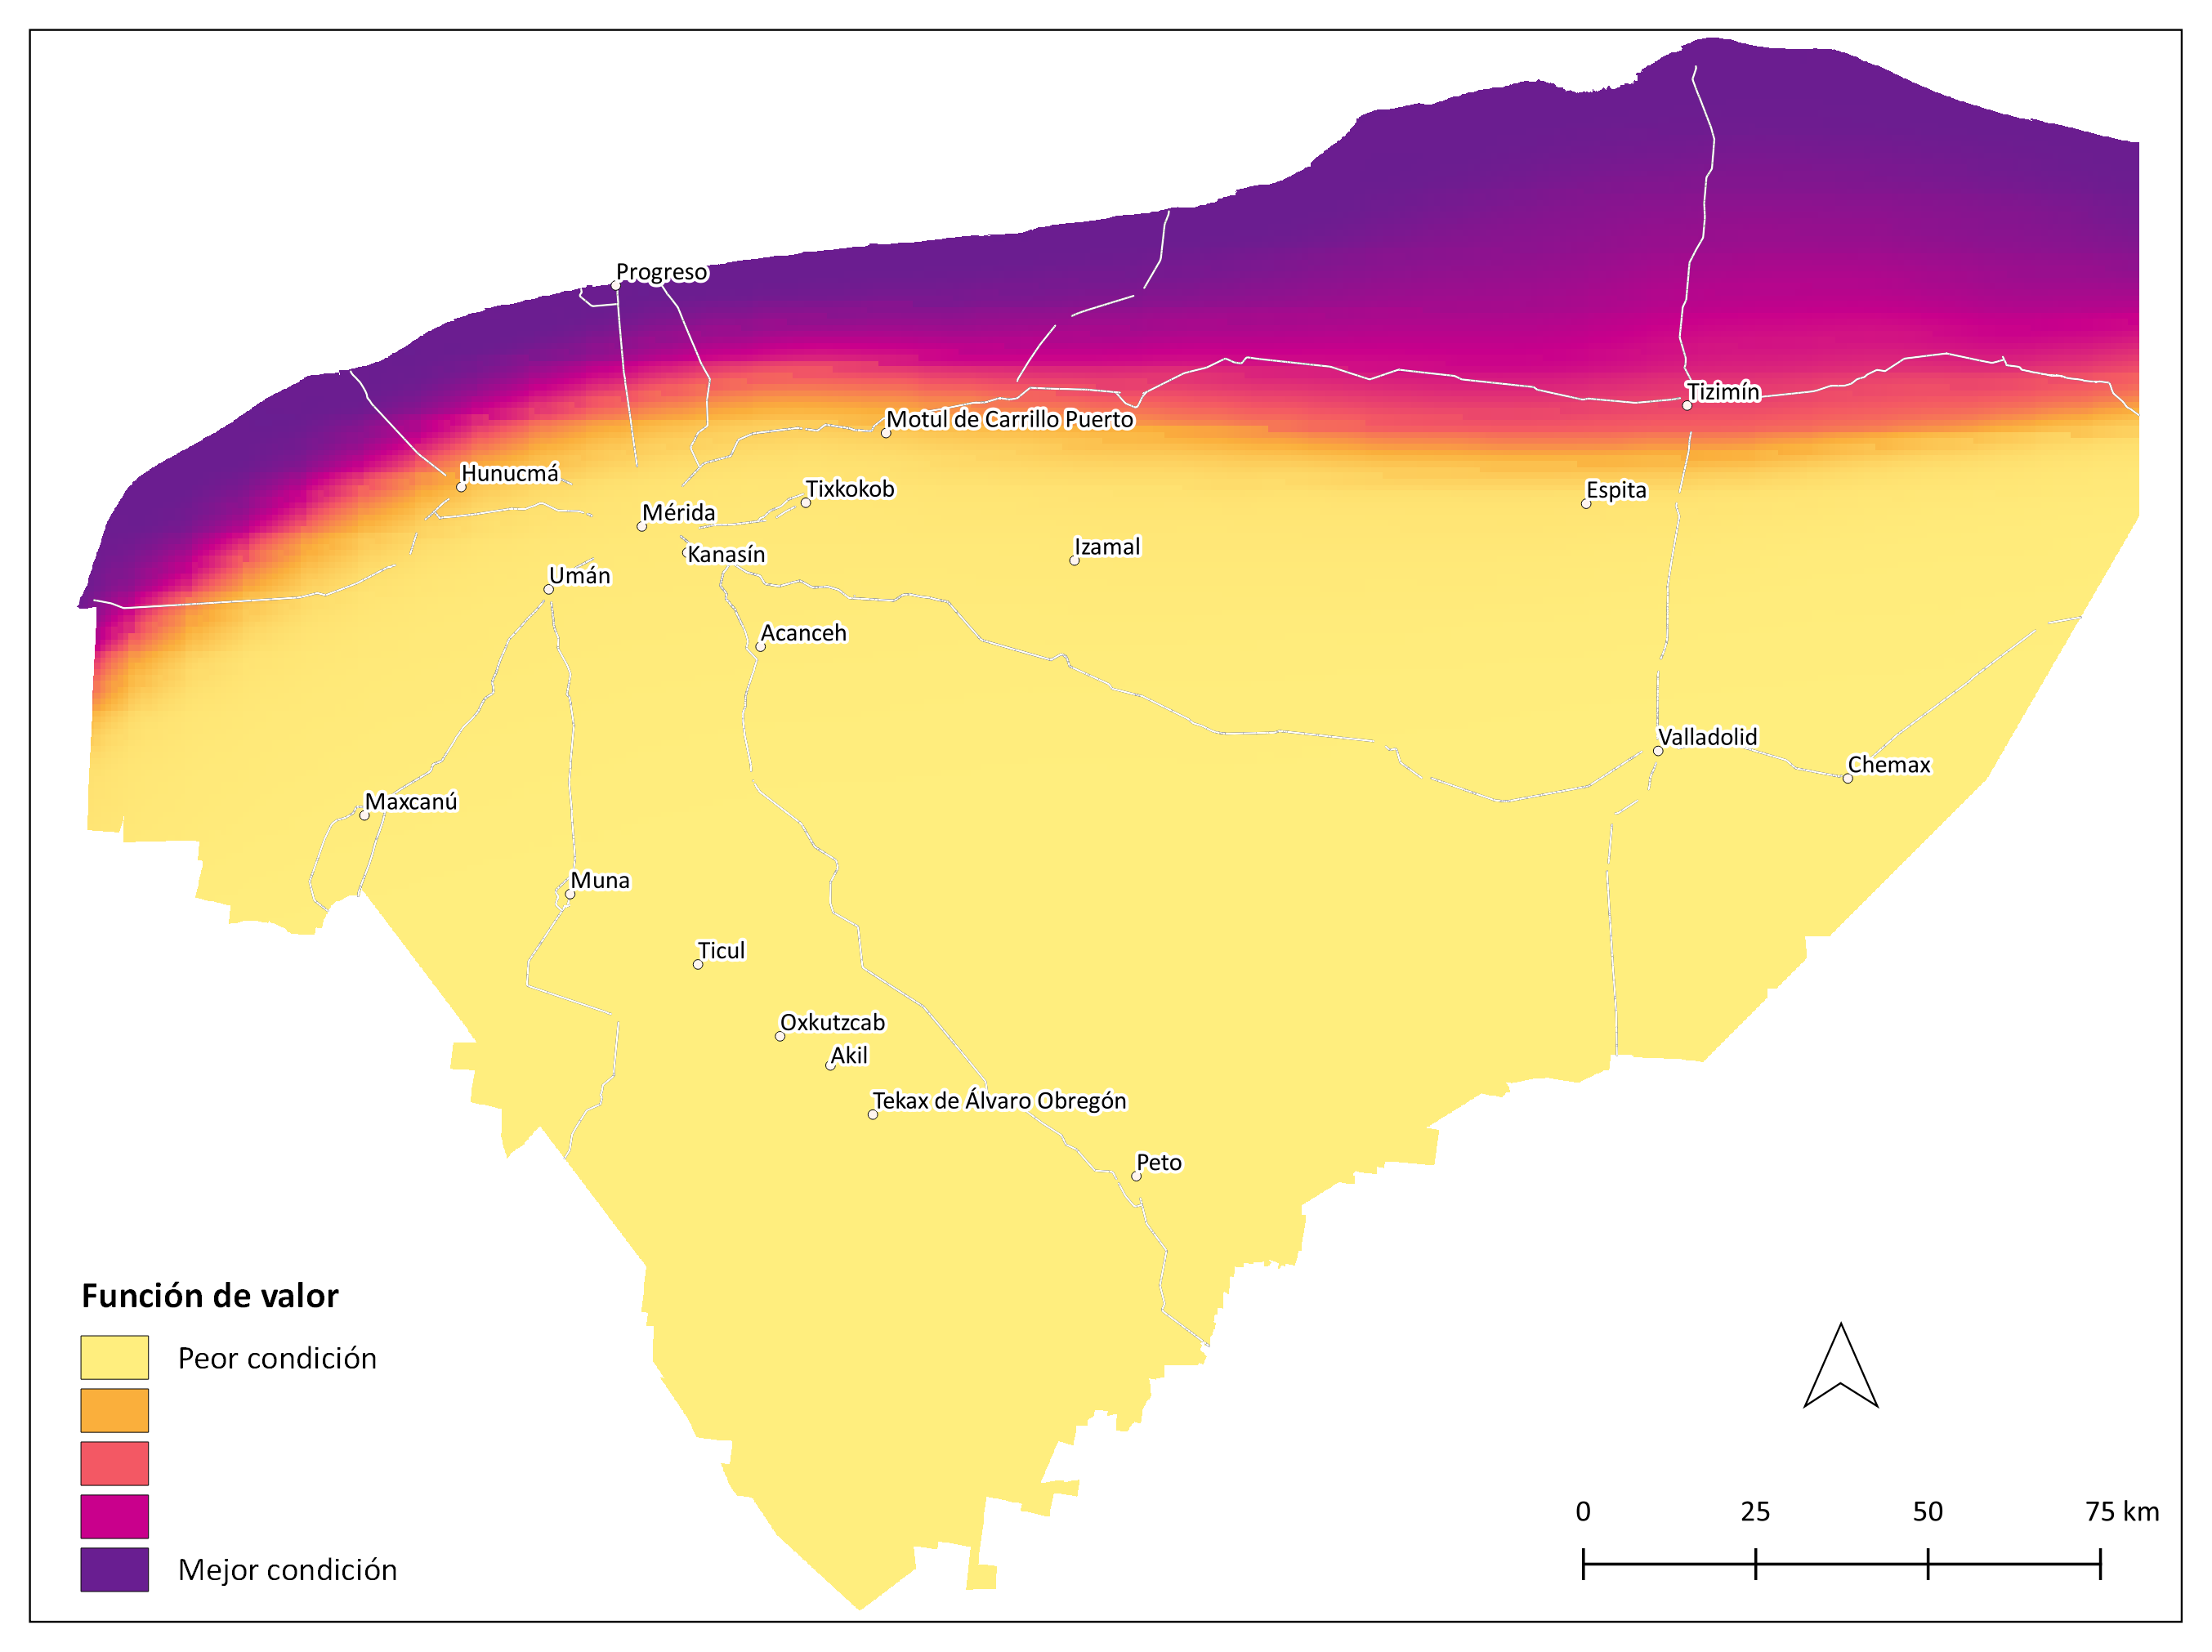 Progreso
Tizimín
Motul de Carrillo Puerto
Hunucmá
Tixkokob
Espita
Mérida
Izamal
Kanasín
Umán
Acanceh
Valladolid
Chemax
Maxcanú
Muna
Ticul
Oxkutzcab
Akil
Tekax de Álvaro Obregón
Peto
Función de valor
Peor condición
Mejor condición
0 25 50 75 km